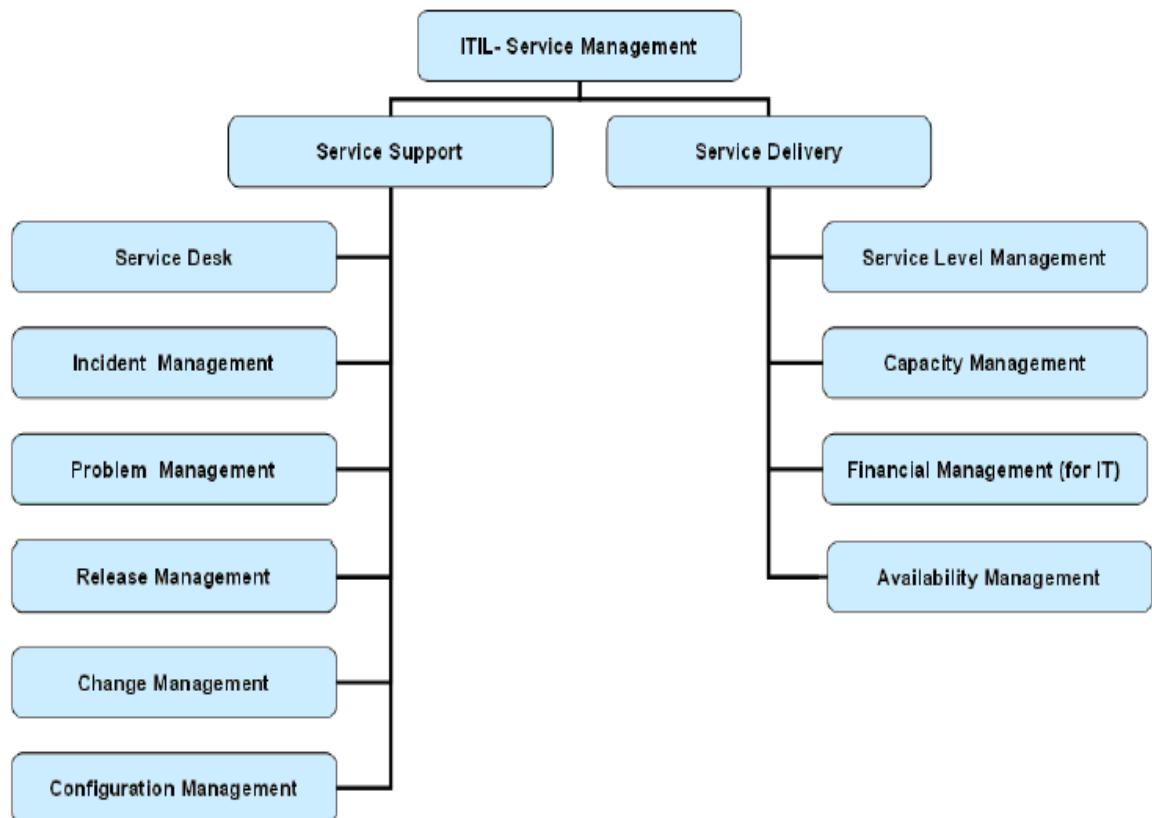 ITIL- Service Management
Service Support
Service Delivery
Service Desk
Incident Management
Problem Management
Release Management
Change Management
Configuration Management
Service Level Management
Capacity Management
Financial Management (for IT)
Availability Management